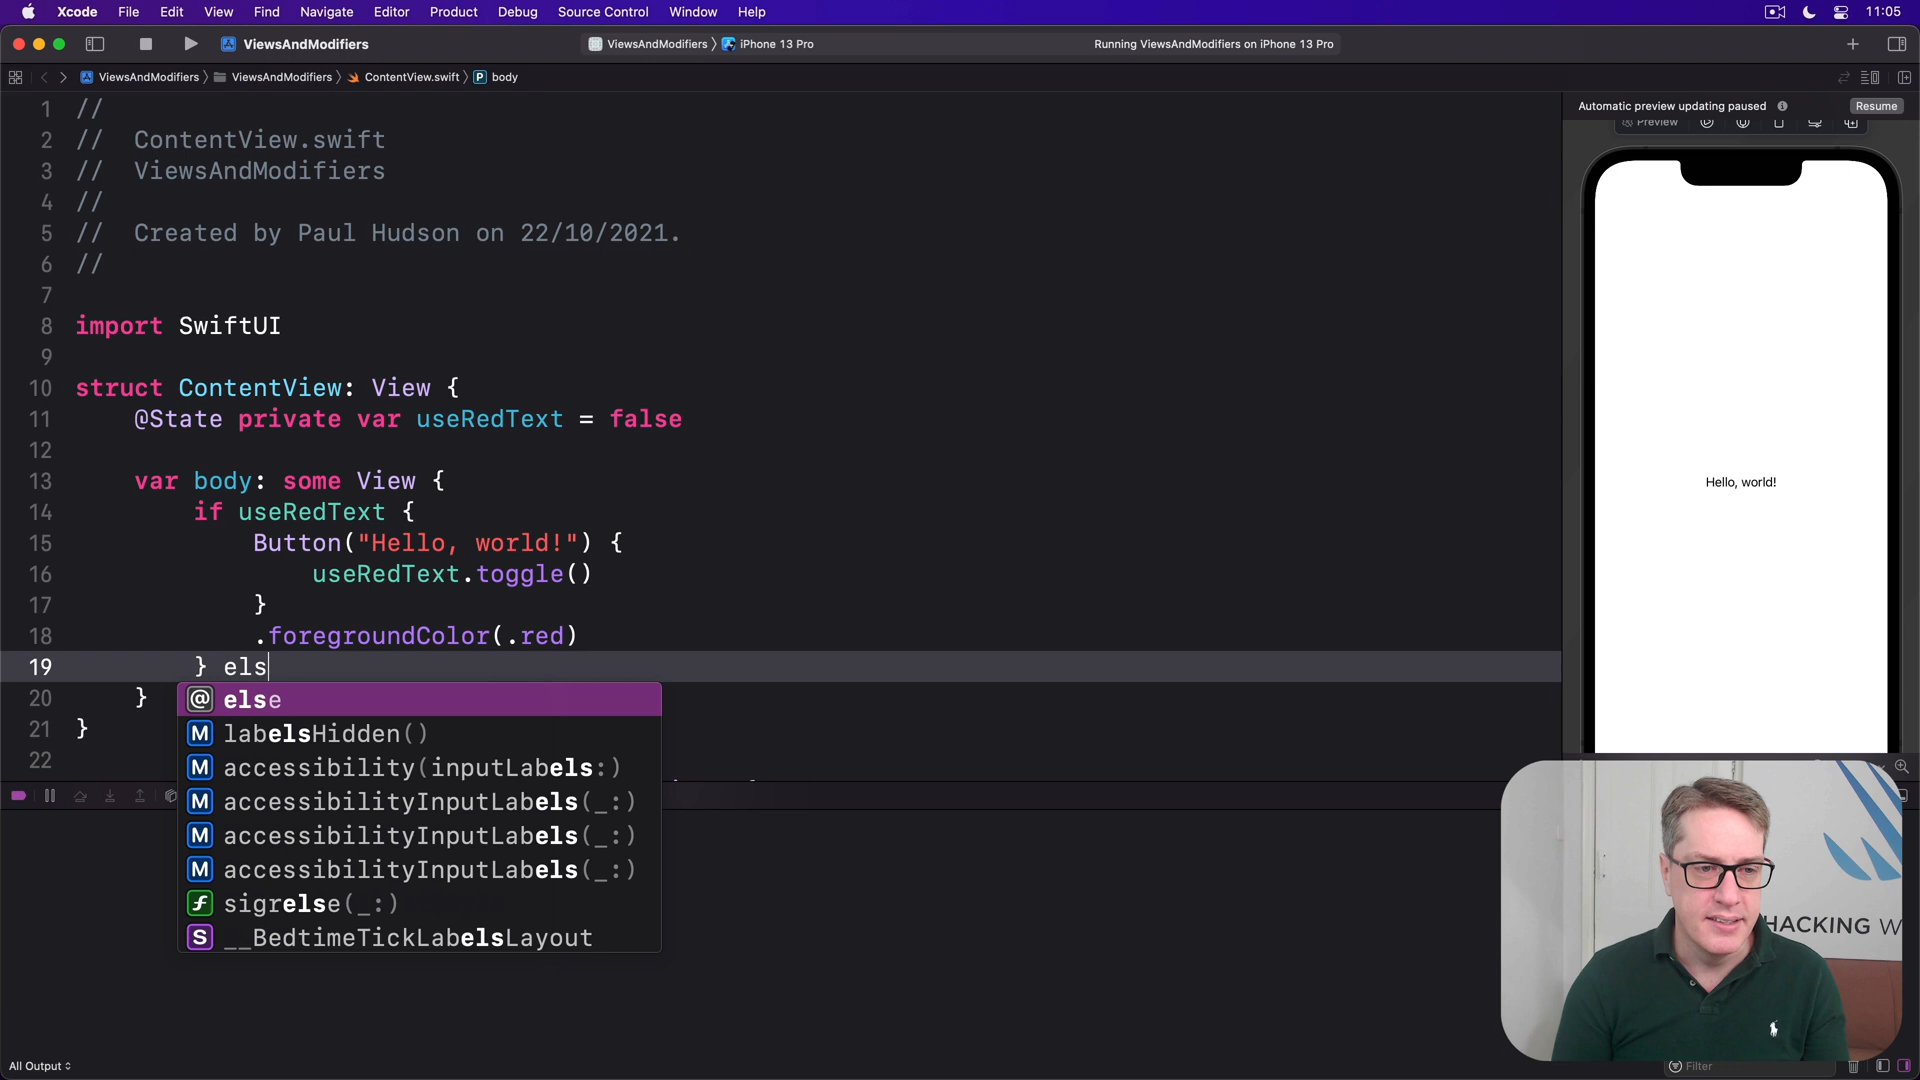 Xcode File Edit View Find Navigate Editor Product Debug Source Control Window Help 11:05
ViewsAndModifiers ViewsAndModifiers iPhone 13 Pro Running ViewsAndModifiers on iPhone 13 Pro
ViewsAndModifiers ViewsAndModifiers ContentView.swift P body
Automatic preview updating paused Resume
Preview
1 //
2 // ContentView.swift
3 // ViewsAndModifiers
4 //
5 // Created by Paul Hudson on 22/10/2021.
6 //
7
8 import SwiftUI
9
10 struct ContentView: View {
11 @State private var useRedText = false
12
13 var body: some View {
14 if useRedText {
15 Button("Hello, world!") {
16 useRedText.toggle()
17 }
18 .foregroundColor(.red)
19 } els
20 }
21 }
22
@ else
M labelsHidden()
M accessibility(inputLabels:)
M accessibilityInputLabels(_:)
M accessibilityInputLabels(_:)
M accessibilityInputLabels(_:)
f sigrelse(_:)
S __BedtimeTickLabelsLayout
Hello, world!
HACKING W
All Output
Filter